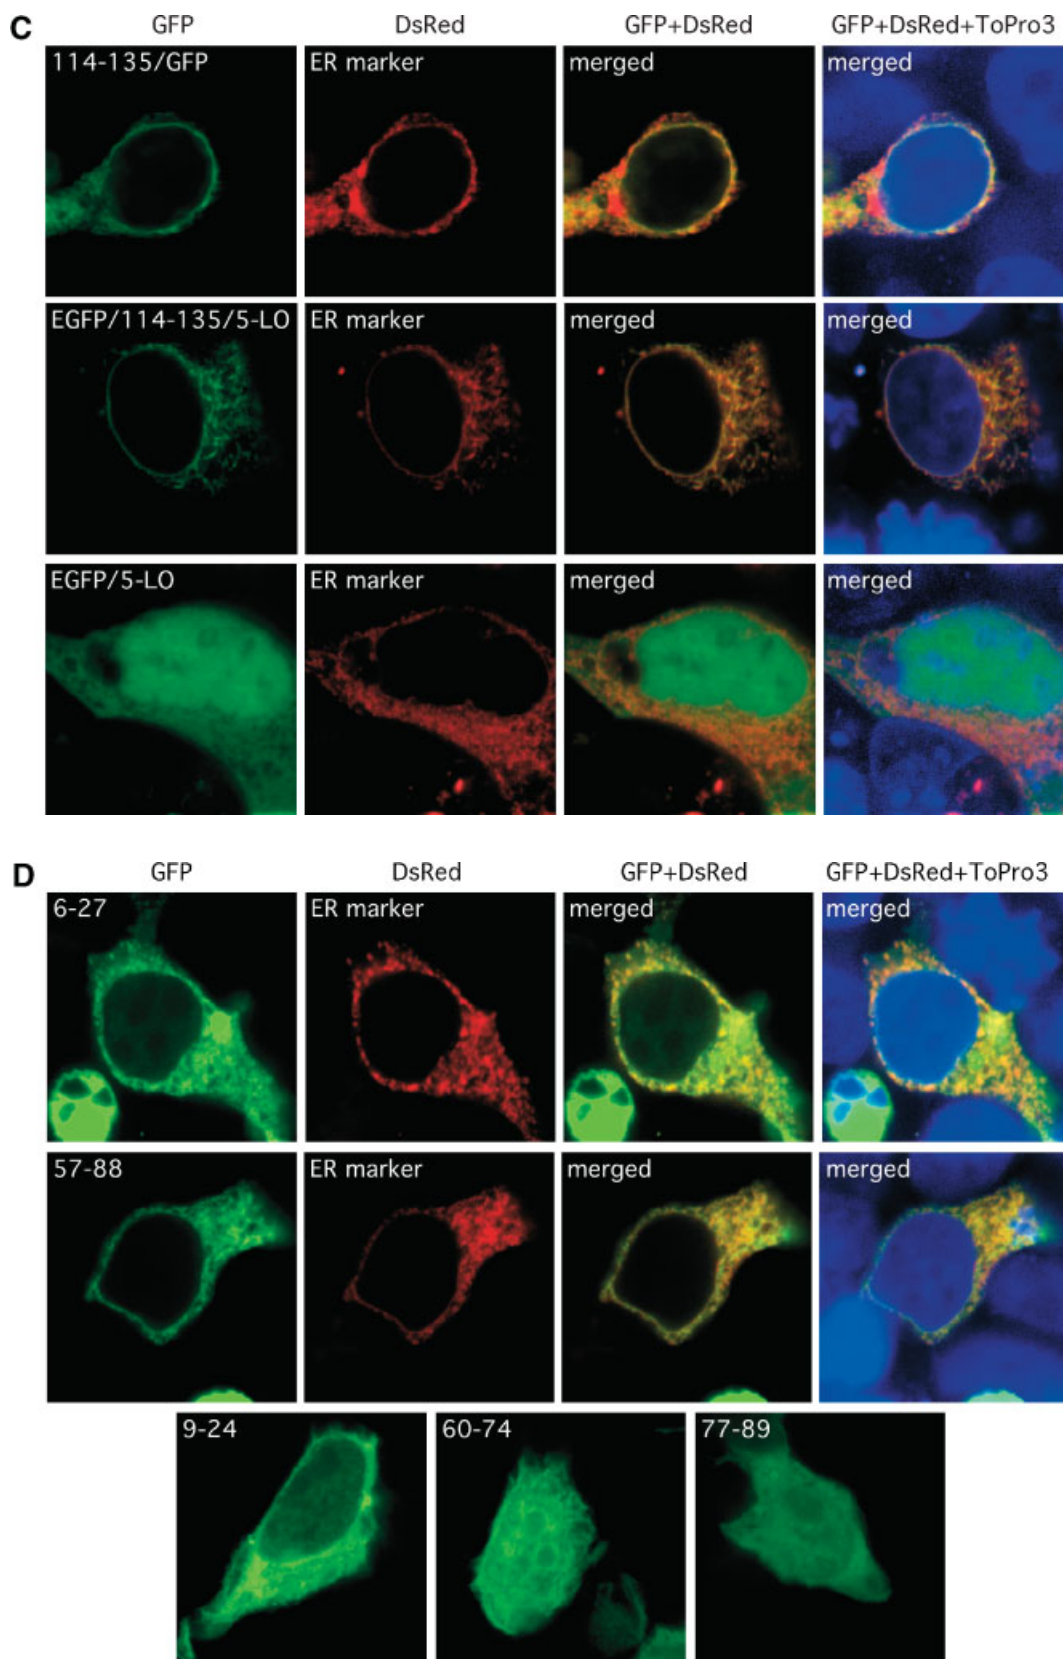 C
GFP DsRed GFP+DsRed GFP+DsRed+ToPro3
114-135/GFP ER marker merged merged
EGFP/114-135/5-LO ER marker merged merged
EGFP/5-LO ER marker merged merged
D
GFP DsRed GFP+DsRed GFP+DsRed+ToPro3
6-27 ER marker merged merged
57-88 ER marker merged merged
9-24 60-74 77-89